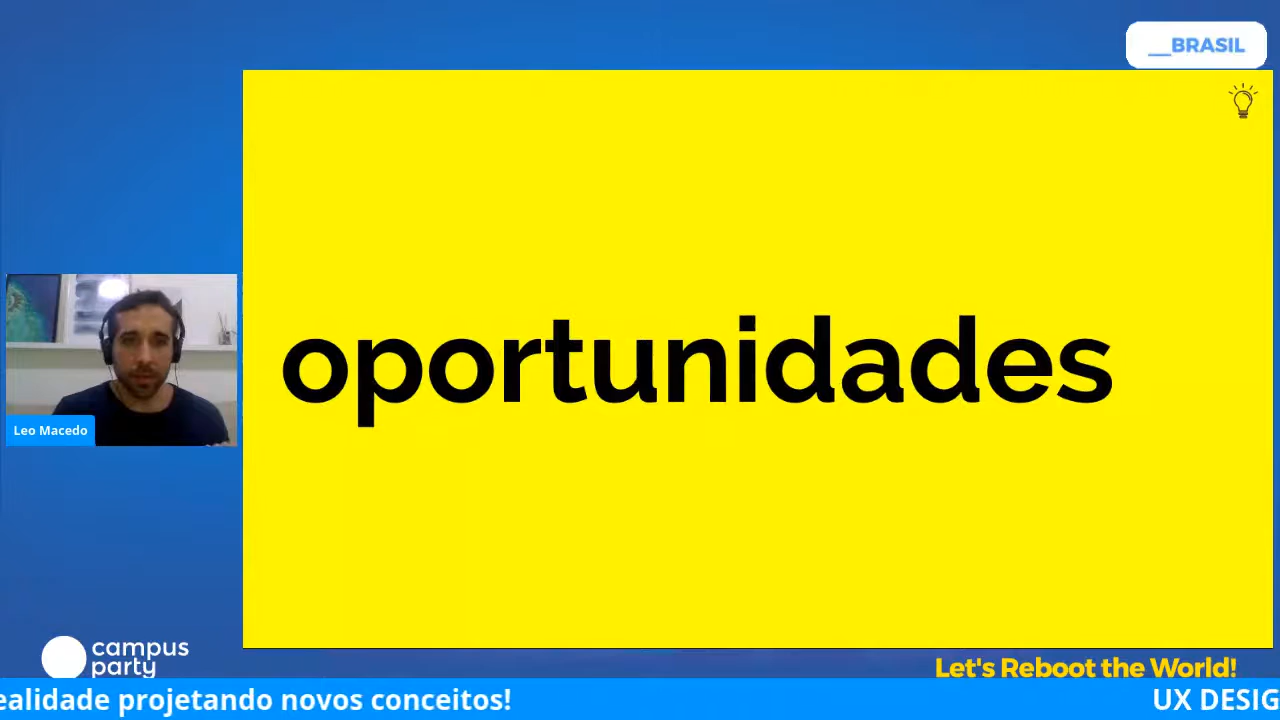 __BRASIL
oportunidades
Leo Macedo
campus
party
Let's Reboot the World!
ealidade projetando novos conceitos!
UX DESIG